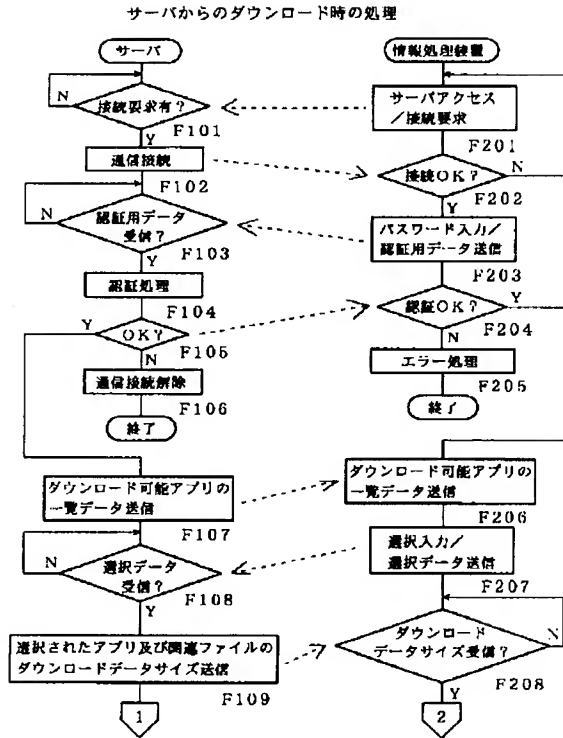 サーバからのダウンロード時の処理
サーバ
N
接続要求有?
F101
Y
通信接続
F102
N
認証用データ
受信?
F103
Y
認証処理
F104
Y
OK?
F105
N
通信接続解除
F106
終了
ダウンロード可能アプリの
一覧データ送信
F107
N
選択データ
受信?
F108
Y
選択されたアプリ及び関連ファイルの
ダウンロードデータサイズ送信
F109
1
情報処理装置
サーバアクセス
/接続要求
F201
接続OK?
N
F202
Y
パスワード入力/
認証用データ送信
F203
認証OK?
Y
F204
N
エラー処理
F205
終了
ダウンロード可能アプリの
一覧データ送信
F206
選択入力/
選択データ送信
F207
ダウンロード
データサイズ受信?
N
F208
Y
2